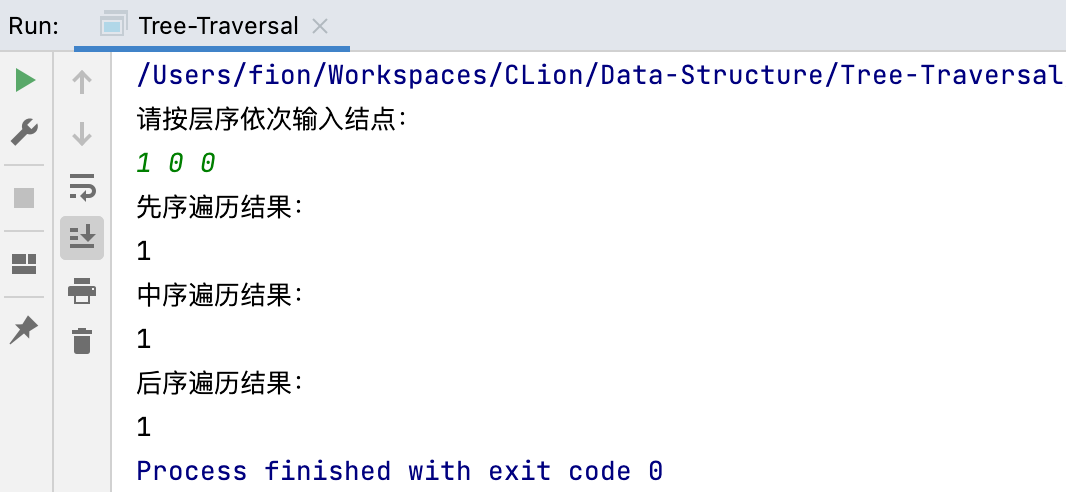 Run: Tree-Traversal
/Users/fion/Workspaces/CLion/Data-Structure/Tree-Traversal
请按层序依次输入结点：
1 0 0
先序遍历结果：
1
中序遍历结果：
1
后序遍历结果：
1
Process finished with exit code 0